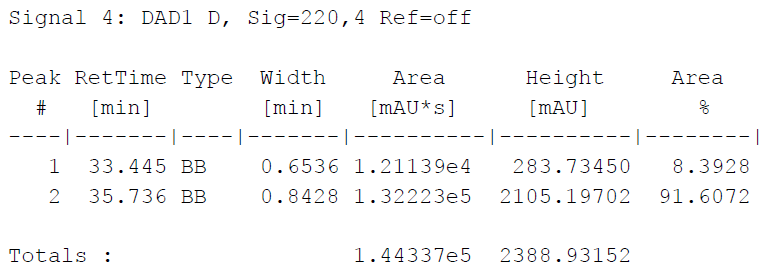 Signal 4: DAD1 D, Sig=220,4 Ref=off
Peak RetTime Type  Width     Area      Height     Area
  #   [min]        [min]   [mAU*s]     [mAU]        %
----|-------|----|-------|----------|----------|--------|
   1  33.445 BB    0.6536 1.21139e4   283.73450   8.3928
   2  35.736 BB    0.8428 1.32223e5  2105.19702  91.6072
Totals :                  1.44337e5  2388.93152